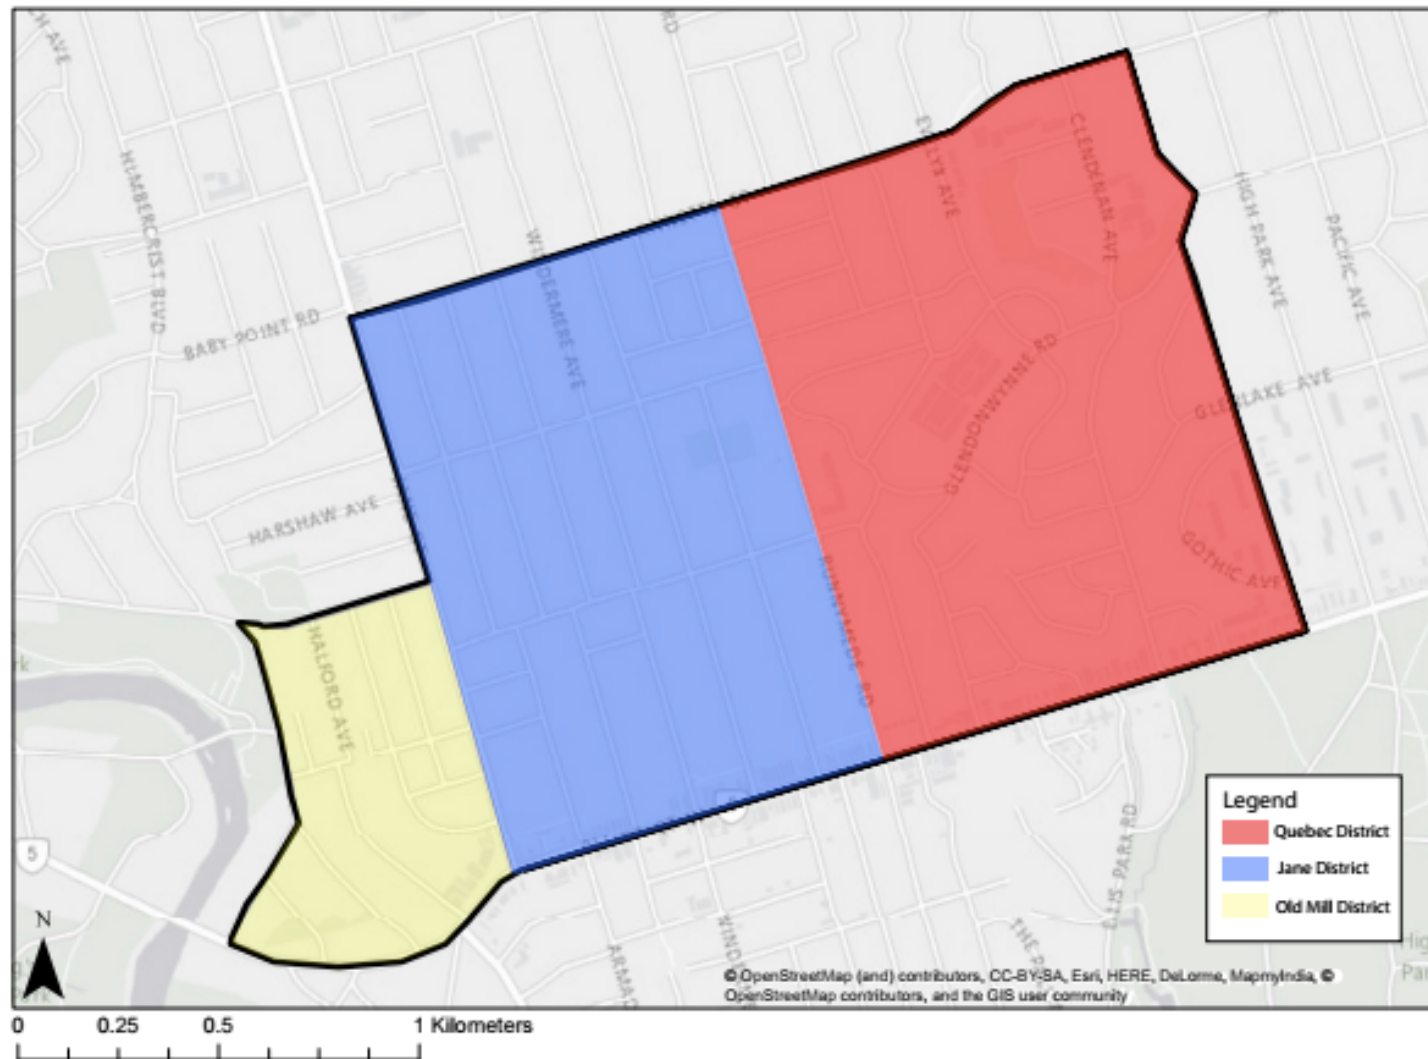 RD
HUMBERCREST BLVD
EVELYN AVE
CLENDENAN AVE
HIGH PARK AVE
PACIFIC AVE
WINDERMERE AVE
BABY POINT RD
GLENDONWYNNE RD
GLENLAKE AVE
HARSHAW AVE
GOTHIC AVE
RUNNYMEDE RD
HALFORD AVE
5
ELLIS PARK RD
Legend
Quebec District
Jane District
Old Mill District
N
© OpenStreetMap (and) contributors, CC-BY-SA, Esri, HERE, DeLorme, MapmyIndia, ©
OpenStreetMap contributors, and the GIS user community
0 0.25 0.5 1 Kilometers